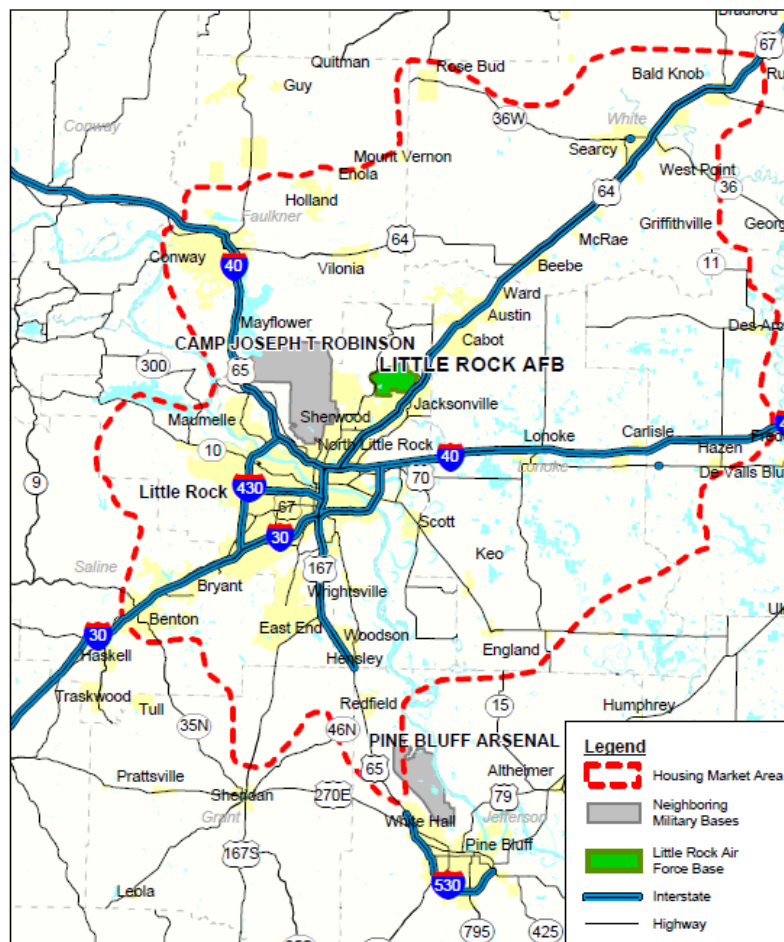 Bradford
67
Quitman
Rose Bud
Bald Knob
Ru
Guy
Conway
36W
White
Searcy
Mount Vernon
West Point
Enola
64
36
Holland
Faulkner
Griffithville
Georg
64
McRae
Conway
Vilonia
11
40
Beebe
Ward
Mayflower
Austin
Des Arc
CAMP JOSEPH T ROBINSON
Cabot
300
65
LITTLE ROCK AFB
Sherwood
Jacksonville
Maumelle
Lonoke
Carlisle
Fred
10
North Little Rock
40
Hazen
9
Little Rock
430
70
Lonoke
De Valls Blu
67
Scott
30
Saline
Keo
167
Bryant
Wrightsville
Benton
East End
Woodson
30
England
Haskell
Hensley
Traskwood
Redfield
Humphrey
Tull
15
35N
46N
PINE BLUFF ARSENAL
65
Altheimer
Prattsville
Sheridan
270E
79
Grant
White Hall
Jefferson
Pine Bluff
167S
530
Leola
795
425
Legend
Housing Market Area
Neighboring
Military Bases
Little Rock Air
Force Base
Interstate
Highway